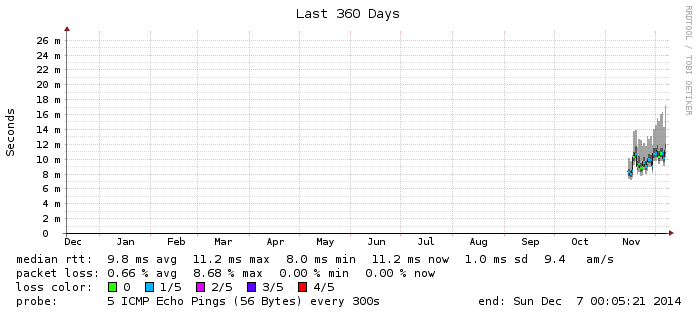 Last 360 Days
RRDTOOL / TOBI OETIKER
Seconds
26 m
24 m
22 m
20 m
18 m
16 m
14 m
12 m
10 m
8 m
6 m
4 m
2 m
0
Dec Jan Feb Mar Apr May Jun Jul Aug Sep Oct Nov
median rtt: 9.8 ms avg 11.2 ms max 8.0 ms min 11.2 ms now 1.0 ms sd 9.4 am/s
packet loss: 0.66 % avg 8.68 % max 0.00 % min 0.00 % now
loss color: 0 1/5 2/5 3/5 4/5
probe: 5 ICMP Echo Pings (56 Bytes) every 300s end: Sun Dec 7 00:05:21 2014